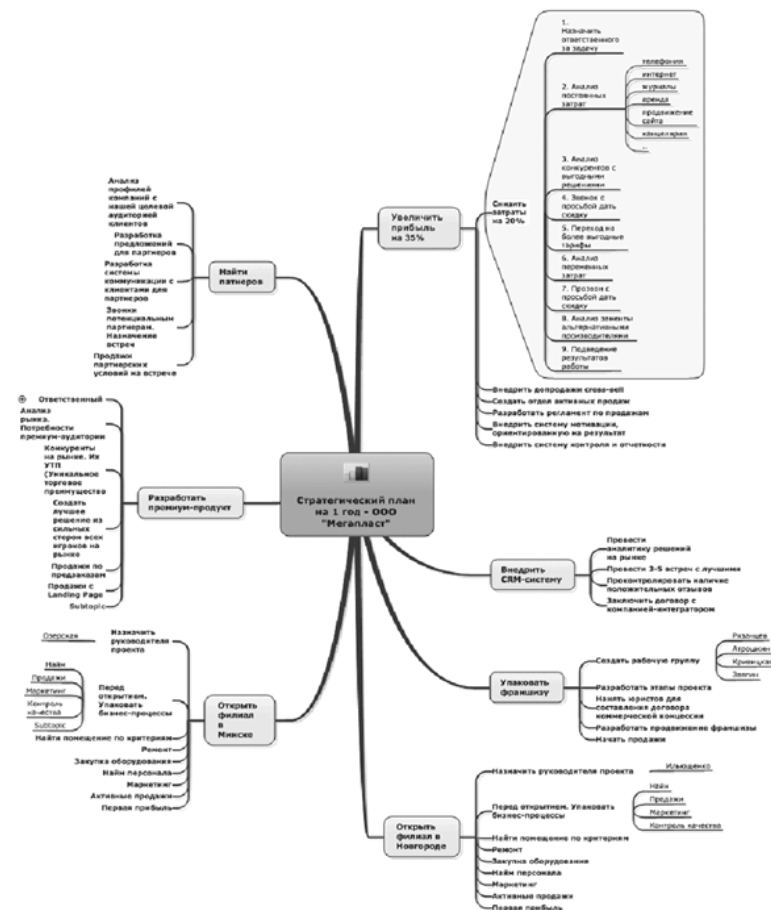 Стратегический план
на 1 год - ООО
"Мегапласт"
Увеличить
прибыль
на 35%
Снизить
затраты
на 20%
1.
Назначить
ответственного
за задачу
2. Анализ
постоянных
затрат
телефония
интернет
журналы
аренда
продвижение
сайта
канцелярия
...
3. Анализ
конкурентов с
выгодными
решениями
4. Звонок с
просьбой дать
скидку
5. Переход на
более выгодные
тарифы
6. Анализ
переменных
затрат
7. Прозвон с
просьбой дать
скидку
8. Анализ замены
альтернативными
производителями
9. Подведение
результатов
работы
Внедрить допродажи cross-sell
Создать отдел активных продаж
Разработать регламент по продажам
Внедрить систему мотивации,
ориентированную на результат
Внедрить систему контроля и отчетности
Внедрить
CRM-систему
Провести
аналитику решений
на рынке
Провести 3-5 встреч с лучшими
Проконтролировать наличие
положительных отзывов
Заключить договор с
компанией-интегратором
Упаковать
франшизу
Создать рабочую группу
Рязанцев
Кривицкая
Звягин
Разработать этапы проекта
Нанять юристов для
составления договора
коммерческой концессии
Разработать продвижение франшизы
Начать продажи
Открыть
филиал в
Новгороде
Назначить руководителя проекта
Ильющенко
Перед открытием. Упаковать
бизнес-процессы
Найм
Продажи
Маркетинг
Контроль качества
Найти помещение по критериям
Ремонт
Закупка оборудования
Найм персонала
Маркетинг
Активные продажи
Первая прибыль
Найти
патнеров
Анализ
профилей
компаний с
нашей целевой
аудиторией
клиентов
Разработка
предложений
для партнеров
Разработка
системы
коммуникации с
клиентами для
партнеров
Звонки
потенциальным
партнерам.
Назначение
встреч
Продажи
партнерских
условий на встрече
Разработать
премиум-продукт
Ответственный
Анализ
рынка.
Потребности
премиум-аудитории
Конкуренты
на рынке. Их
УТП
(Уникальное
торговое
преимущество
Создать
лучшее
решение из
сильных
сторон всех
игроков на
рынке
Продажи по
предзаказам
Продажи с
Landing Page
Subtopic
Открыть
филиал
в
Минске
Назначить
руководителя
проекта
Озерская
Перед
открытием.
Упаковать
бизнес-процессы
Найм
Продажи
Маркетинг
Контроль
качества
Subtopic
Найти помещение по критериям
Ремонт
Закупка оборудования
Найм персонала
Маркетинг
Активные продажи
Первая прибыль